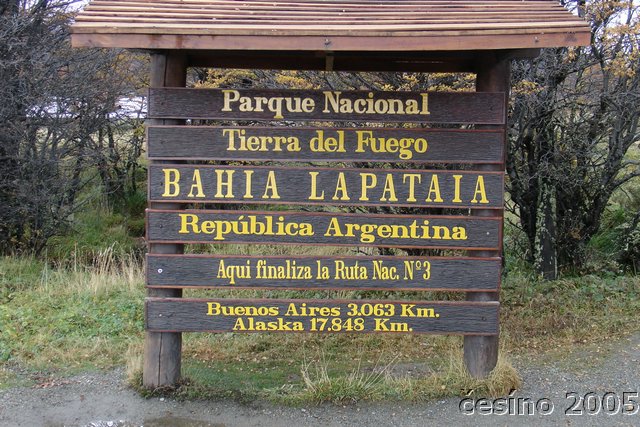 Parque Nacional
Tierra del Fuego
BAHIA LAPATAIA
República Argentina
Aqui finaliza la Ruta Nac. Nº3
Buenos Aires 3.063 Km.
Alaska 17.848 Km.
česíno 2005